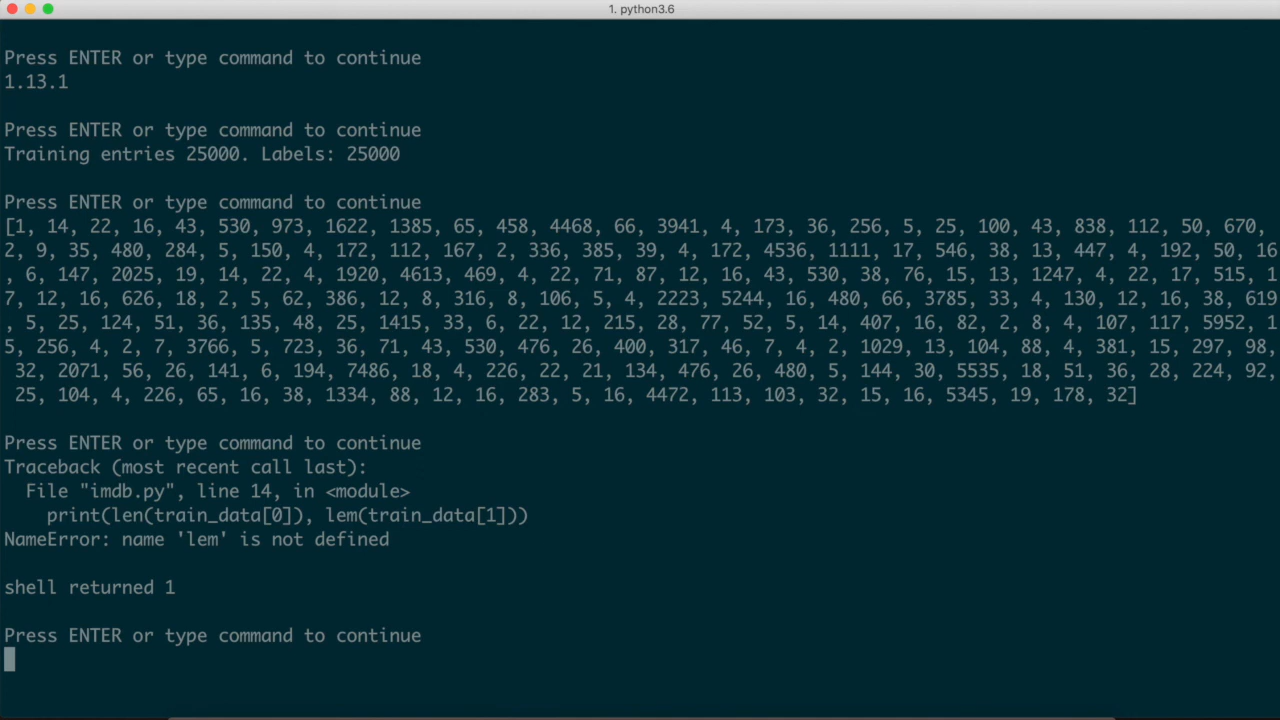 1. python3.6
Press ENTER or type command to continue
1.13.1
Press ENTER or type command to continue
Training entries 25000. Labels: 25000
Press ENTER or type command to continue
[1, 14, 22, 16, 43, 530, 973, 1622, 1385, 65, 458, 4468, 66, 3941, 4, 173, 36, 256, 5, 25, 100, 43, 838, 112, 50, 670,
2, 9, 35, 480, 284, 5, 150, 4, 172, 112, 167, 2, 336, 385, 39, 4, 172, 4536, 1111, 17, 546, 38, 13, 447, 4, 192, 50, 16
, 6, 147, 2025, 19, 14, 22, 4, 1920, 4613, 469, 4, 22, 71, 87, 12, 16, 43, 530, 38, 76, 15, 13, 1247, 4, 22, 17, 515, 1
7, 12, 16, 626, 18, 2, 5, 62, 386, 12, 8, 316, 8, 106, 5, 4, 2223, 5244, 16, 480, 66, 3785, 33, 4, 130, 12, 16, 38, 619
, 5, 25, 124, 51, 36, 135, 48, 25, 1415, 33, 6, 22, 12, 215, 28, 77, 52, 5, 14, 407, 16, 82, 2, 8, 4, 107, 117, 5952, 1
5, 256, 4, 2, 7, 3766, 5, 723, 36, 71, 43, 530, 476, 26, 400, 317, 46, 7, 4, 2, 1029, 13, 104, 88, 4, 381, 15, 297, 98,
32, 2071, 56, 26, 141, 6, 194, 7486, 18, 4, 226, 22, 21, 134, 476, 26, 480, 5, 144, 30, 5535, 18, 51, 36, 28, 224, 92,
25, 104, 4, 226, 65, 16, 38, 1334, 88, 12, 16, 283, 5, 16, 4472, 113, 103, 32, 15, 16, 5345, 19, 178, 32]
Press ENTER or type command to continue
Traceback (most recent call last):
File "imdb.py", line 14, in <module>
print(len(train_data[0]), lem(train_data[1]))
NameError: name 'lem' is not defined
shell returned 1
Press ENTER or type command to continue